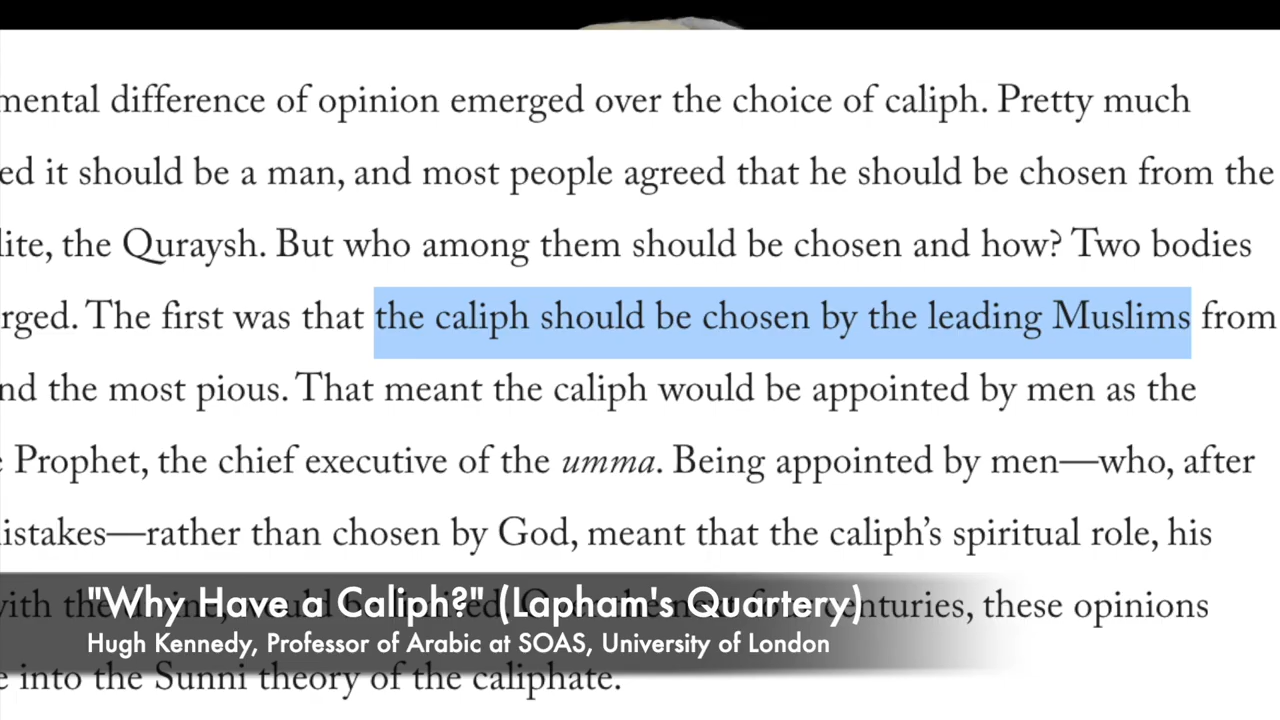 mental difference of opinion emerged over the choice of caliph. Pretty much
ed it should be a man, and most people agreed that he should be chosen from the
lite, the Quraysh. But who among them should be chosen and how? Two bodies
rged. The first was that the caliph should be chosen by the leading Muslims from
nd the most pious. That meant the caliph would be appointed by men as the
Prophet, the chief executive of the umma. Being appointed by men—who, after
istakes—rather than chosen by God, meant that the caliph’s spiritual role, his
"Why Have a Caliph?" (Lapham's Quartery)
with the would be centuries, these opinions
Hugh Kennedy, Professor of Arabic at SOAS, University of London
e into the Sunni theory of the caliphate.